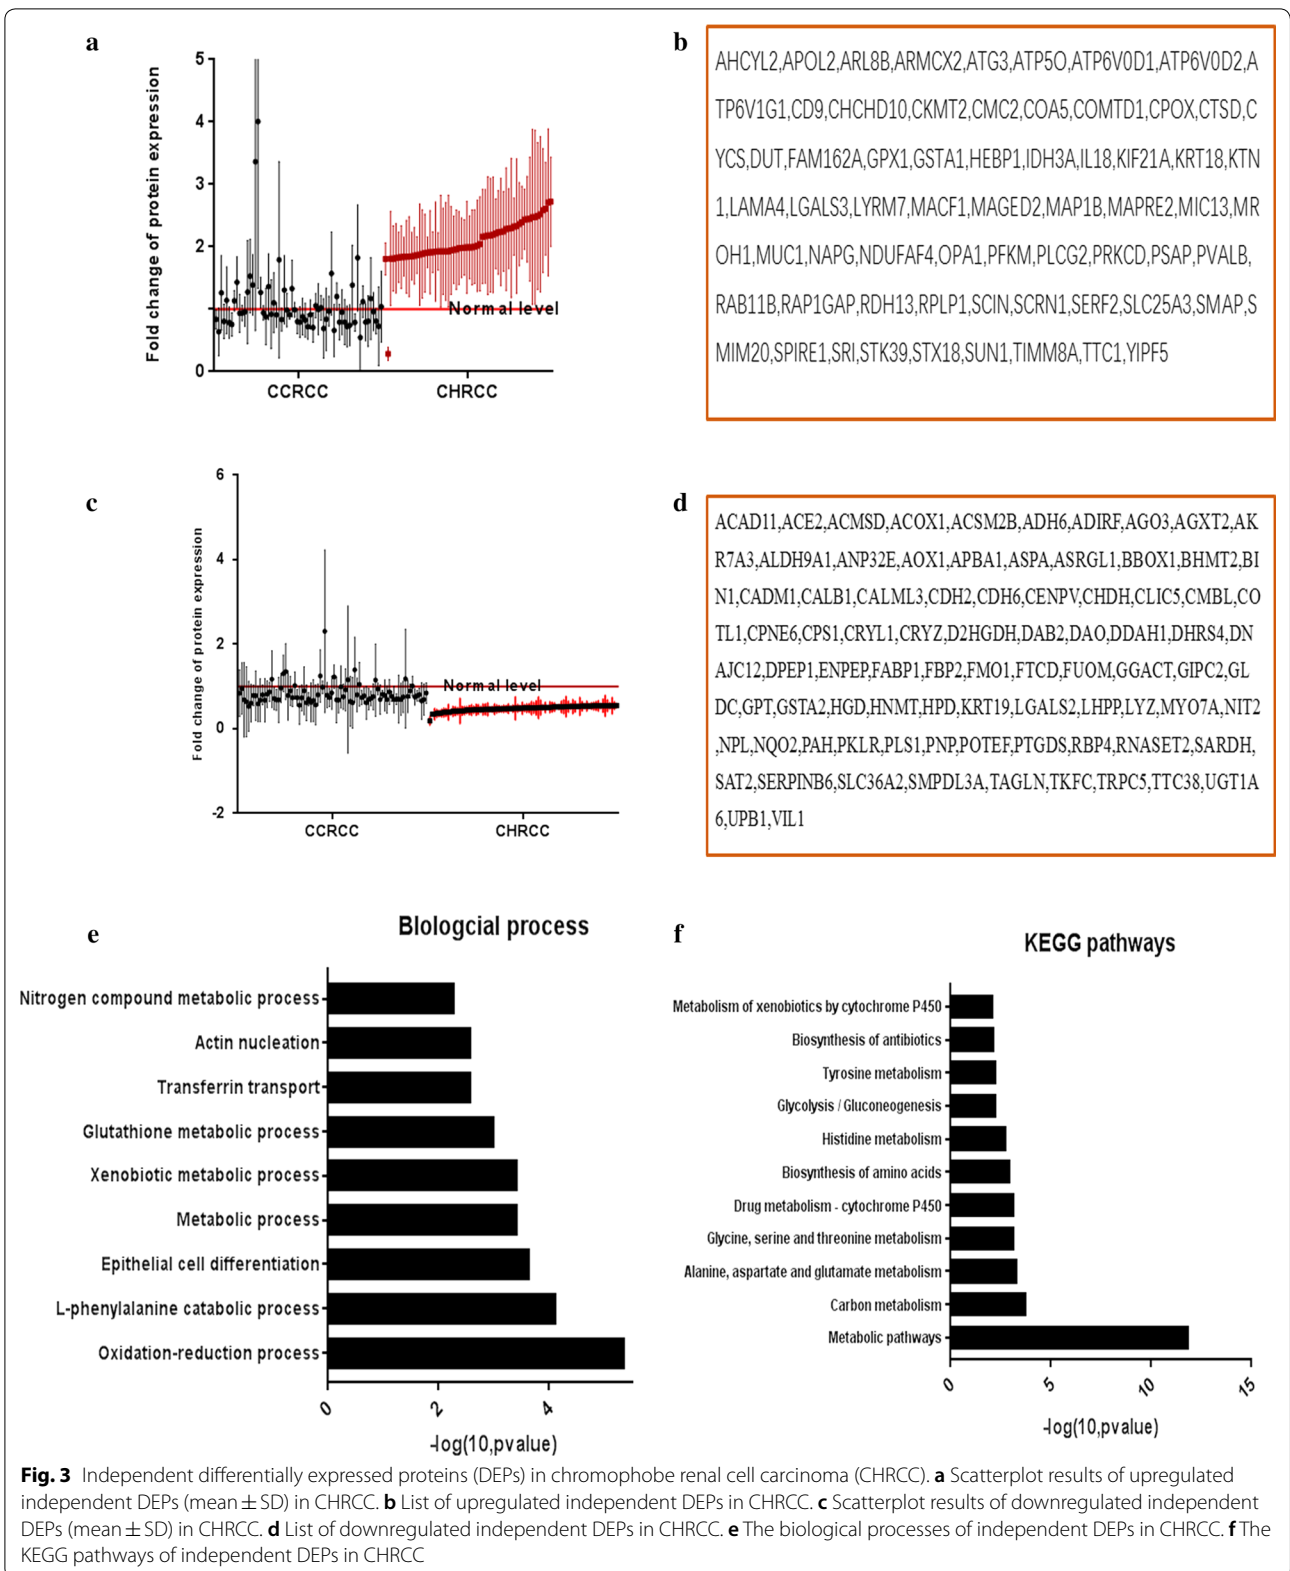 a
5
4
3
2
1
0
Fold change of protein expression
Normal level
CCRCC
CHRCC
b
AHCYL2,APOL2,ARL8B,ARMCX2,ATG3,ATP5O,ATP6V0D1,ATP6V0D2,A
TP6V1G1,CD9,CHCHD10,CKMT2,CMC2,COA5,COMTD1,CPOX,CTSD,C
YCS,DUT,FAM162A,GPX1,GSTA1,HEBP1,IDH3A,IL18,KIF21A,KRT18,KTN
1,LAMA4,LGALS3,LYRM7,MACF1,MAGED2,MAP1B,MAPRE2,MIC13,MR
OH1,MUC1,NAPG,NDUFAF4,OPA1,PFKM,PLCG2,PRKCD,PSAP,PVALB,
RAB11B,RAP1GAP,RDH13,RPLP1,SCIN,SCRN1,SERF2,SLC25A3,SMAP,S
MIM20,SPIRE1,SRI,STK39,STX18,SUN1,TIMM8A,TTC1,YIPF5
c
6
4
2
0
-2
Fold change of protein expression
Normal level
CCRCC
CHRCC
d
ACAD11,ACE2,ACMSD,ACOX1,ACSM2B,ADH6,ADIRF,AGO3,AGXT2,AK
R7A3,ALDH9A1,ANP32E,AOX1,APBA1,ASPA,ASRGL1,BBOX1,BHMT2,BI
N1,CADM1,CALB1,CALML3,CDH2,CDH6,CENPV,CHDH,CLIC5,CMBL,CO
TL1,CPNE6,CPS1,CRYL1,CRYZ,D2HGDH,DAB2,DAO,DDAH1,DHRS4,DN
AJC12,DPEP1,ENPEP,FABP1,FBP2,FMO1,FTCD,FUOM,GGACT,GIPC2,GL
DC,GPT,GSTA2,HGD,HNMT,HPD,KRT19,LGALS2,LHPP,LYZ,MYO7A,NIT2
,NPL,NQO2,PAH,PKLR,PLS1,PNP,POTEF,PTGDS,RBP4,RNASET2,SARDH,
SAT2,SERPINB6,SLC36A2,SMPDL3A,TAGLN,TKFC,TRPC5,TTC38,UGT1A
6,UPB1,VIL1
e
BIologcial process
Nitrogen compound metabolic process
Actin nucleation
Transferrin transport
Glutathione metabolic process
Xenobiotic metabolic process
Metabolic process
Epithelial cell differentiation
L-phenylalanine catabolic process
Oxidation-reduction process
0 2 4
-log(10,pvalue)
f
KEGG pathways
Metabolism of xenobiotics by cytochrome P450
Biosynthesis of antibiotics
Tyrosine metabolism
Glycolysis / Gluconeogenesis
Histidine metabolism
Biosynthesis of amino acids
Drug metabolism - cytochrome P450
Glycine, serine and threonine metabolism
Alanine, aspartate and glutamate metabolism
Carbon metabolism
Metabolic pathways
0 5 10 15
-log(10,pvalue)
Fig. 3 Independent differentially expressed proteins (DEPs) in chromophobe renal cell carcinoma (CHRCC). a Scatterplot results of upregulated
independent DEPs (mean ± SD) in CHRCC. b List of upregulated independent DEPs in CHRCC. c Scatterplot results of downregulated independent
DEPs (mean ± SD) in CHRCC. d List of downregulated independent DEPs in CHRCC. e The biological processes of independent DEPs in CHRCC. f The
KEGG pathways of independent DEPs in CHRCC